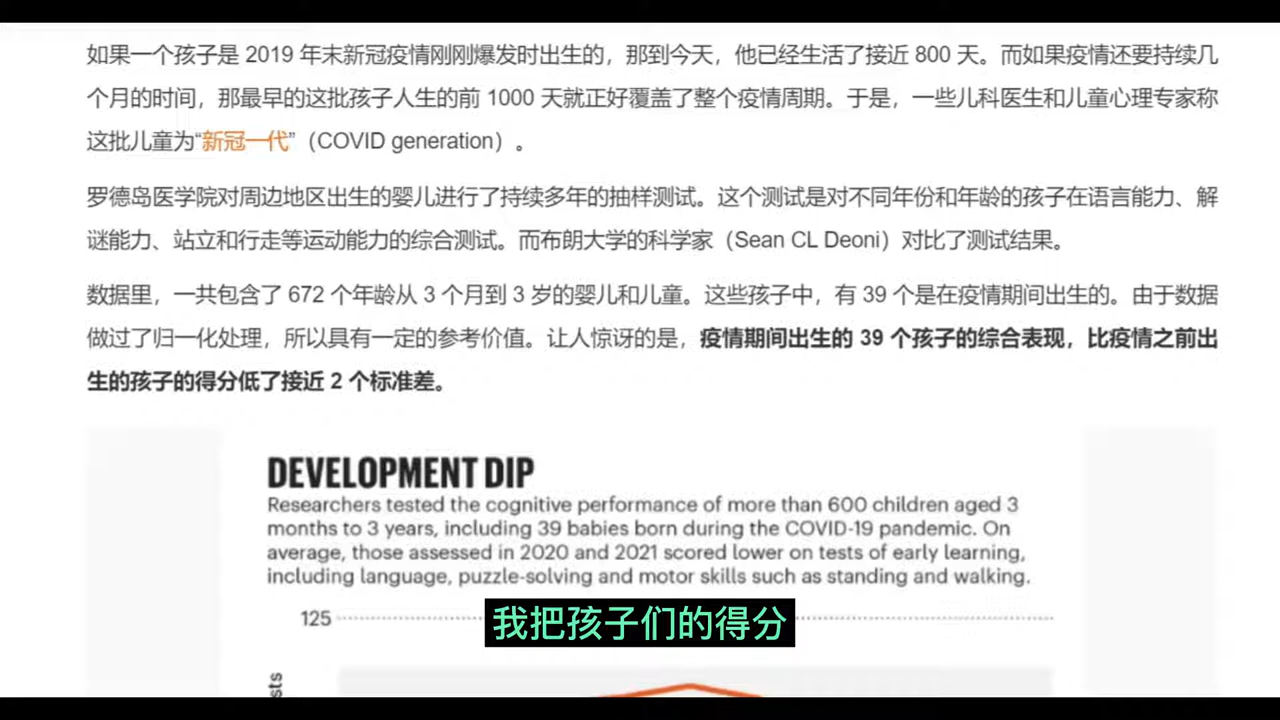 如果一个孩子是 2019 年末新冠疫情刚刚爆发时出生的，那到今天，他已经生活了接近 800 天。而如果疫情还要持续几
个月的时间，那最早的这批孩子人生的前 1000 天就正好覆盖了整个疫情周期。于是，一些儿科医生和儿童心理专家称
这批儿童为“新冠一代”（COVID generation）。
罗德岛医学院对周边地区出生的婴儿进行了持续多年的抽样测试。这个测试是对不同年份和年龄的孩子在语言能力、解
谜能力、站立和行走等运动能力的综合测试。而布朗大学的科学家（Sean CL Deoni）对比了测试结果。
数据里，一共包含了 672 个年龄从 3 个月到 3 岁的婴儿和儿童。这些孩子中，有 39 个是在疫情期间出生的。由于数据
做过了归一化处理，所以具有一定的参考价值。让人惊讶的是，疫情期间出生的 39 个孩子的综合表现，比疫情之前出
生的孩子的得分低了接近 2 个标准差。
DEVELOPMENT DIP
Researchers tested the cognitive performance of more than 600 children aged 3
months to 3 years, including 39 babies born during the COVID-19 pandemic. On
average, those assessed in 2020 and 2021 scored lower on tests of early learning,
including language, puzzle-solving and motor skills such as standing and walking.
125
我把孩子们的得分